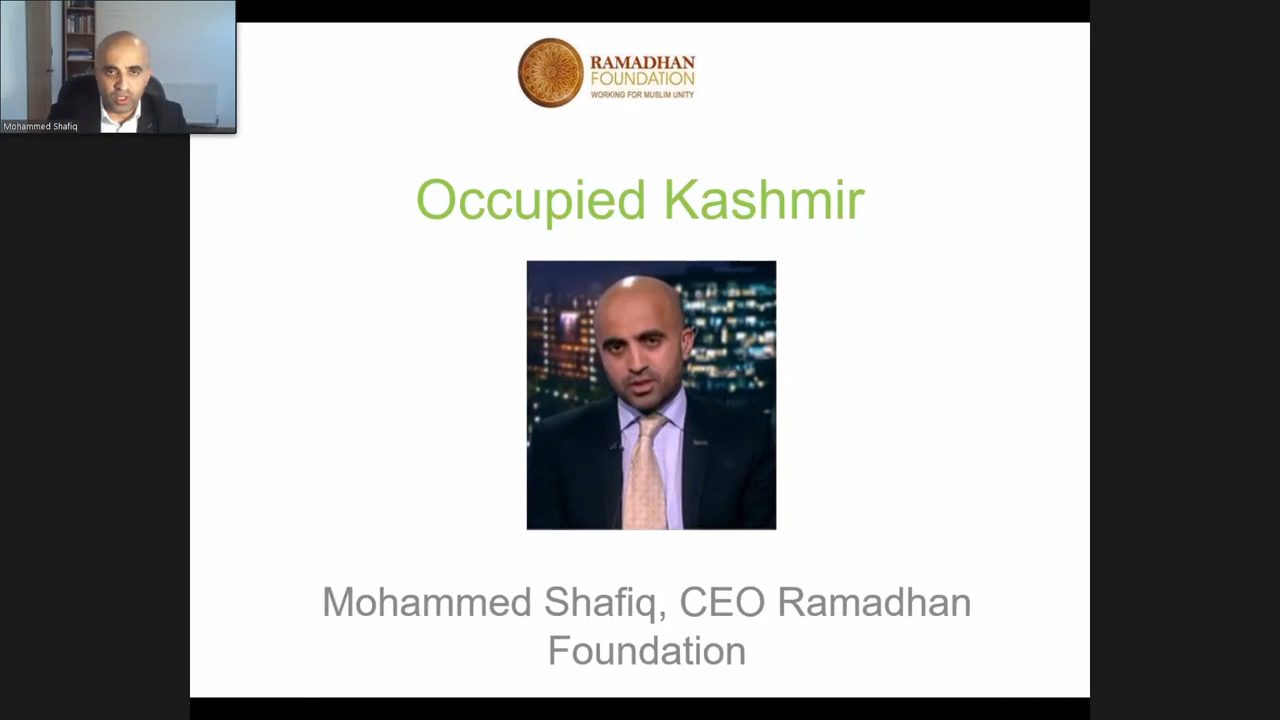 Mohammed Shafiq
RAMADHAN
FOUNDATION
WORKING FOR MUSLIM UNITY
Occupied Kashmir
Mohammed Shafiq, CEO Ramadhan
Foundation